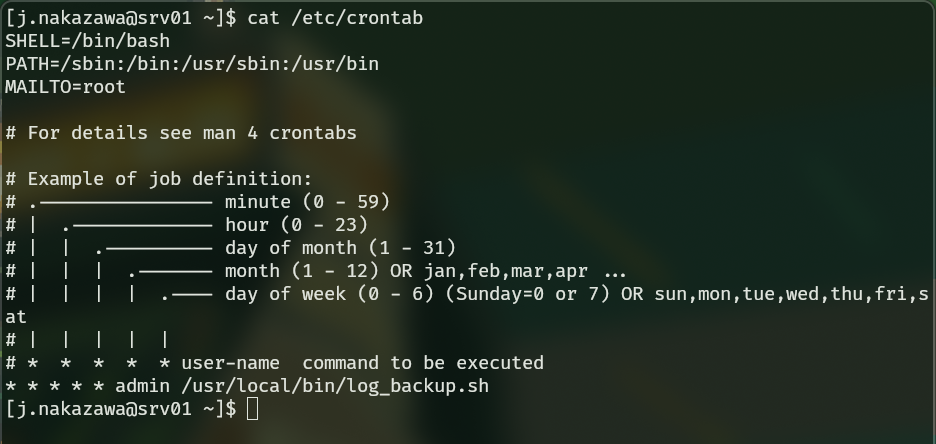 [j.nakazawa@srv01 ~]$ cat /etc/crontab
SHELL=/bin/bash
PATH=/sbin:/bin:/usr/sbin:/usr/bin
MAILTO=root

# For details see man 4 crontabs

# Example of job definition:
# .---------------- minute (0 - 59)
# |  .------------- hour (0 - 23)
# |  |  .---------- day of month (1 - 31)
# |  |  |  .------- month (1 - 12) OR jan,feb,mar,apr ...
# |  |  |  |  .---- day of week (0 - 6) (Sunday=0 or 7) OR sun,mon,tue,wed,thu,fri,s
at
# |  |  |  |  |
# *  *  *  *  * user-name  command to be executed
* * * * * admin /usr/local/bin/log_backup.sh
[j.nakazawa@srv01 ~]$